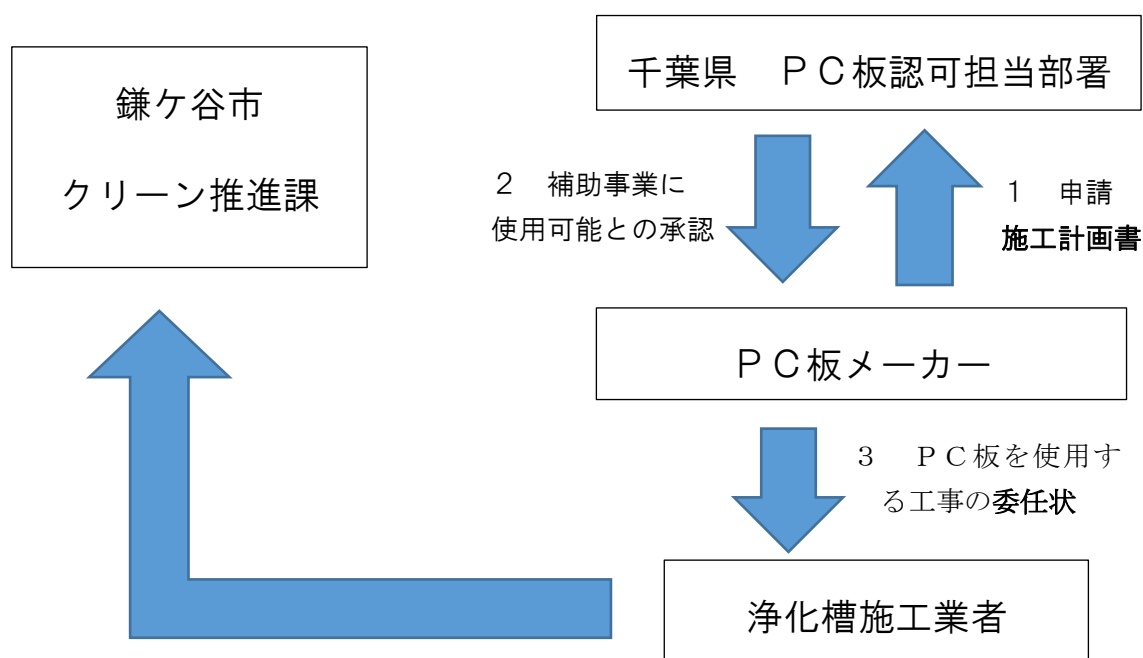 鎌ケ谷市
クリーン推進課
千葉県　ＰＣ板認可担当部署
２　補助事業に
使用可能との承認
１　申請
施工計画書
ＰＣ板メーカー
３　ＰＣ板を使用す
る工事の委任状
浄化槽施工業者